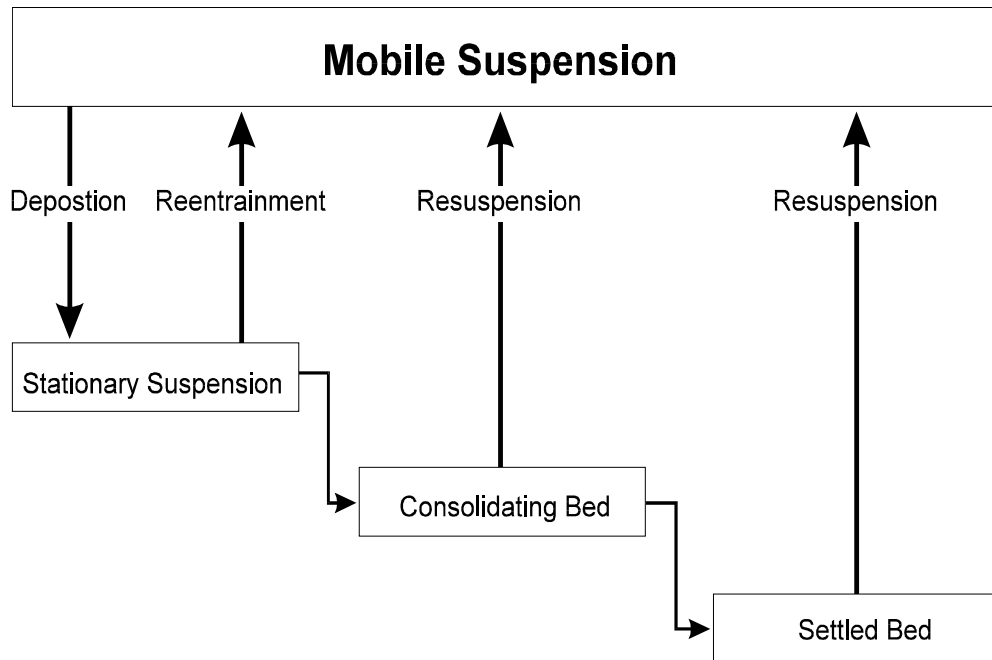 Mobile Suspension
Depostion
Reentrainment
Resuspension
Resuspension
Stationary Suspension
Consolidating Bed
Settled Bed